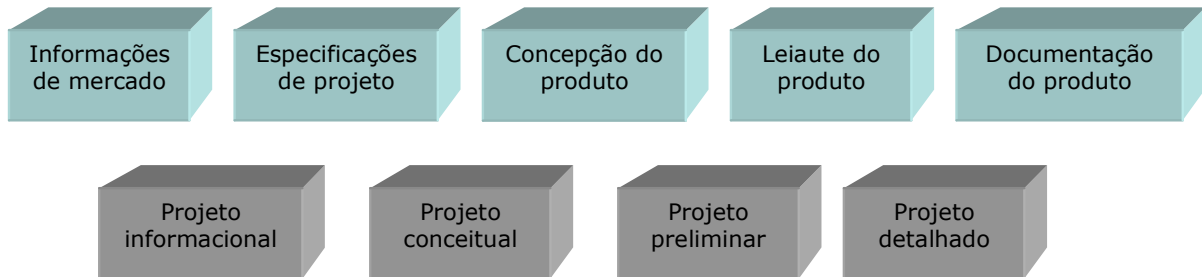 Informações
de mercado
Especificações
de projeto
Concepção do
produto
Leiaute do
produto
Documentação
do produto
Projeto
informacional
Projeto
conceitual
Projeto
preliminar
Projeto
detalhado